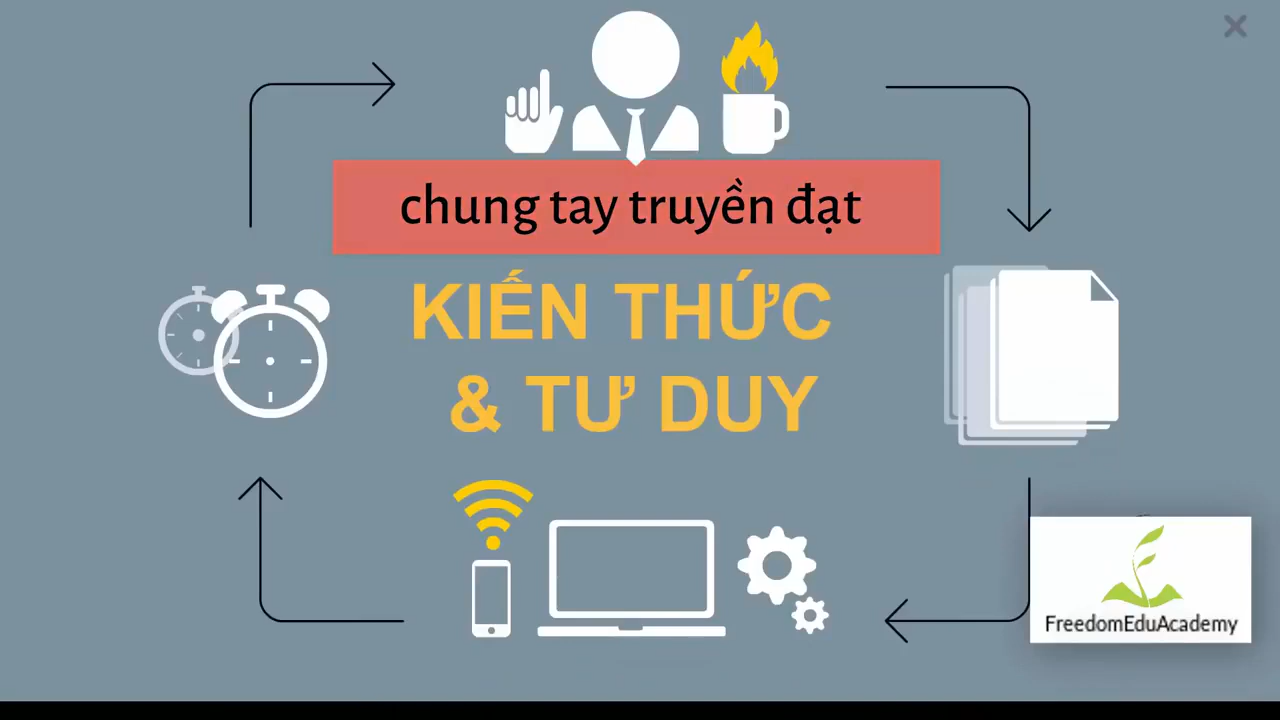 chung tay truyền đạt
KIẾN THỨC
& TƯ DUY
FreedomEduAcademy